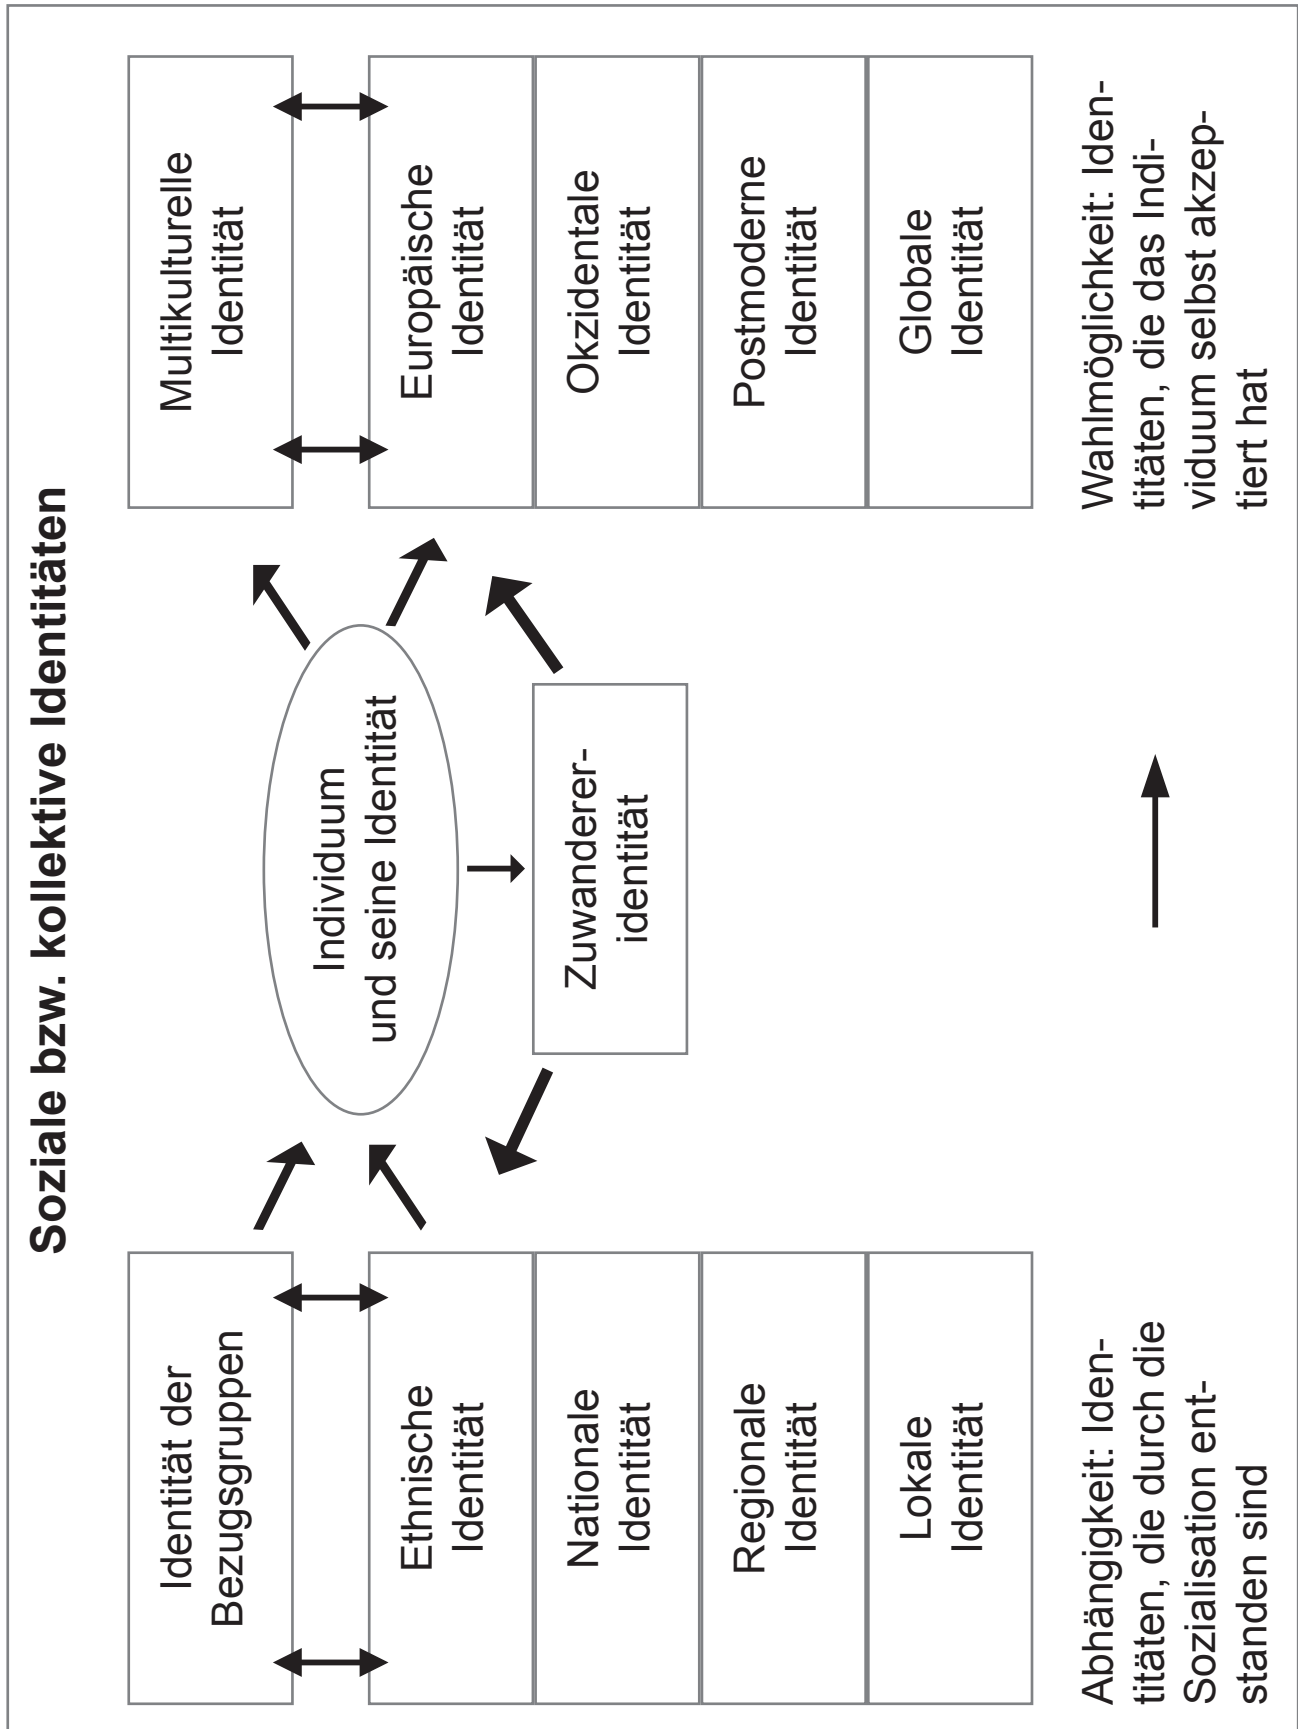 Soziale bzw. kollektive Identitäten
Identität der
Bezugsgruppen
Ethnische
Identität
Nationale
Identität
Regionale
Identität
Lokale
Identität
Abhängigkeit: Iden-
titäten, die durch die
Sozialisation ent-
standen sind
Individuum
und seine Identität
Zuwanderer-
identität
Multikulturelle
Identität
Europäische
Identität
Okzidentale
Identität
Postmoderne
Identität
Globale
Identität
Wahlmöglichkeit: Iden-
titäten, die das Indi-
viduum selbst akzep-
tiert hat